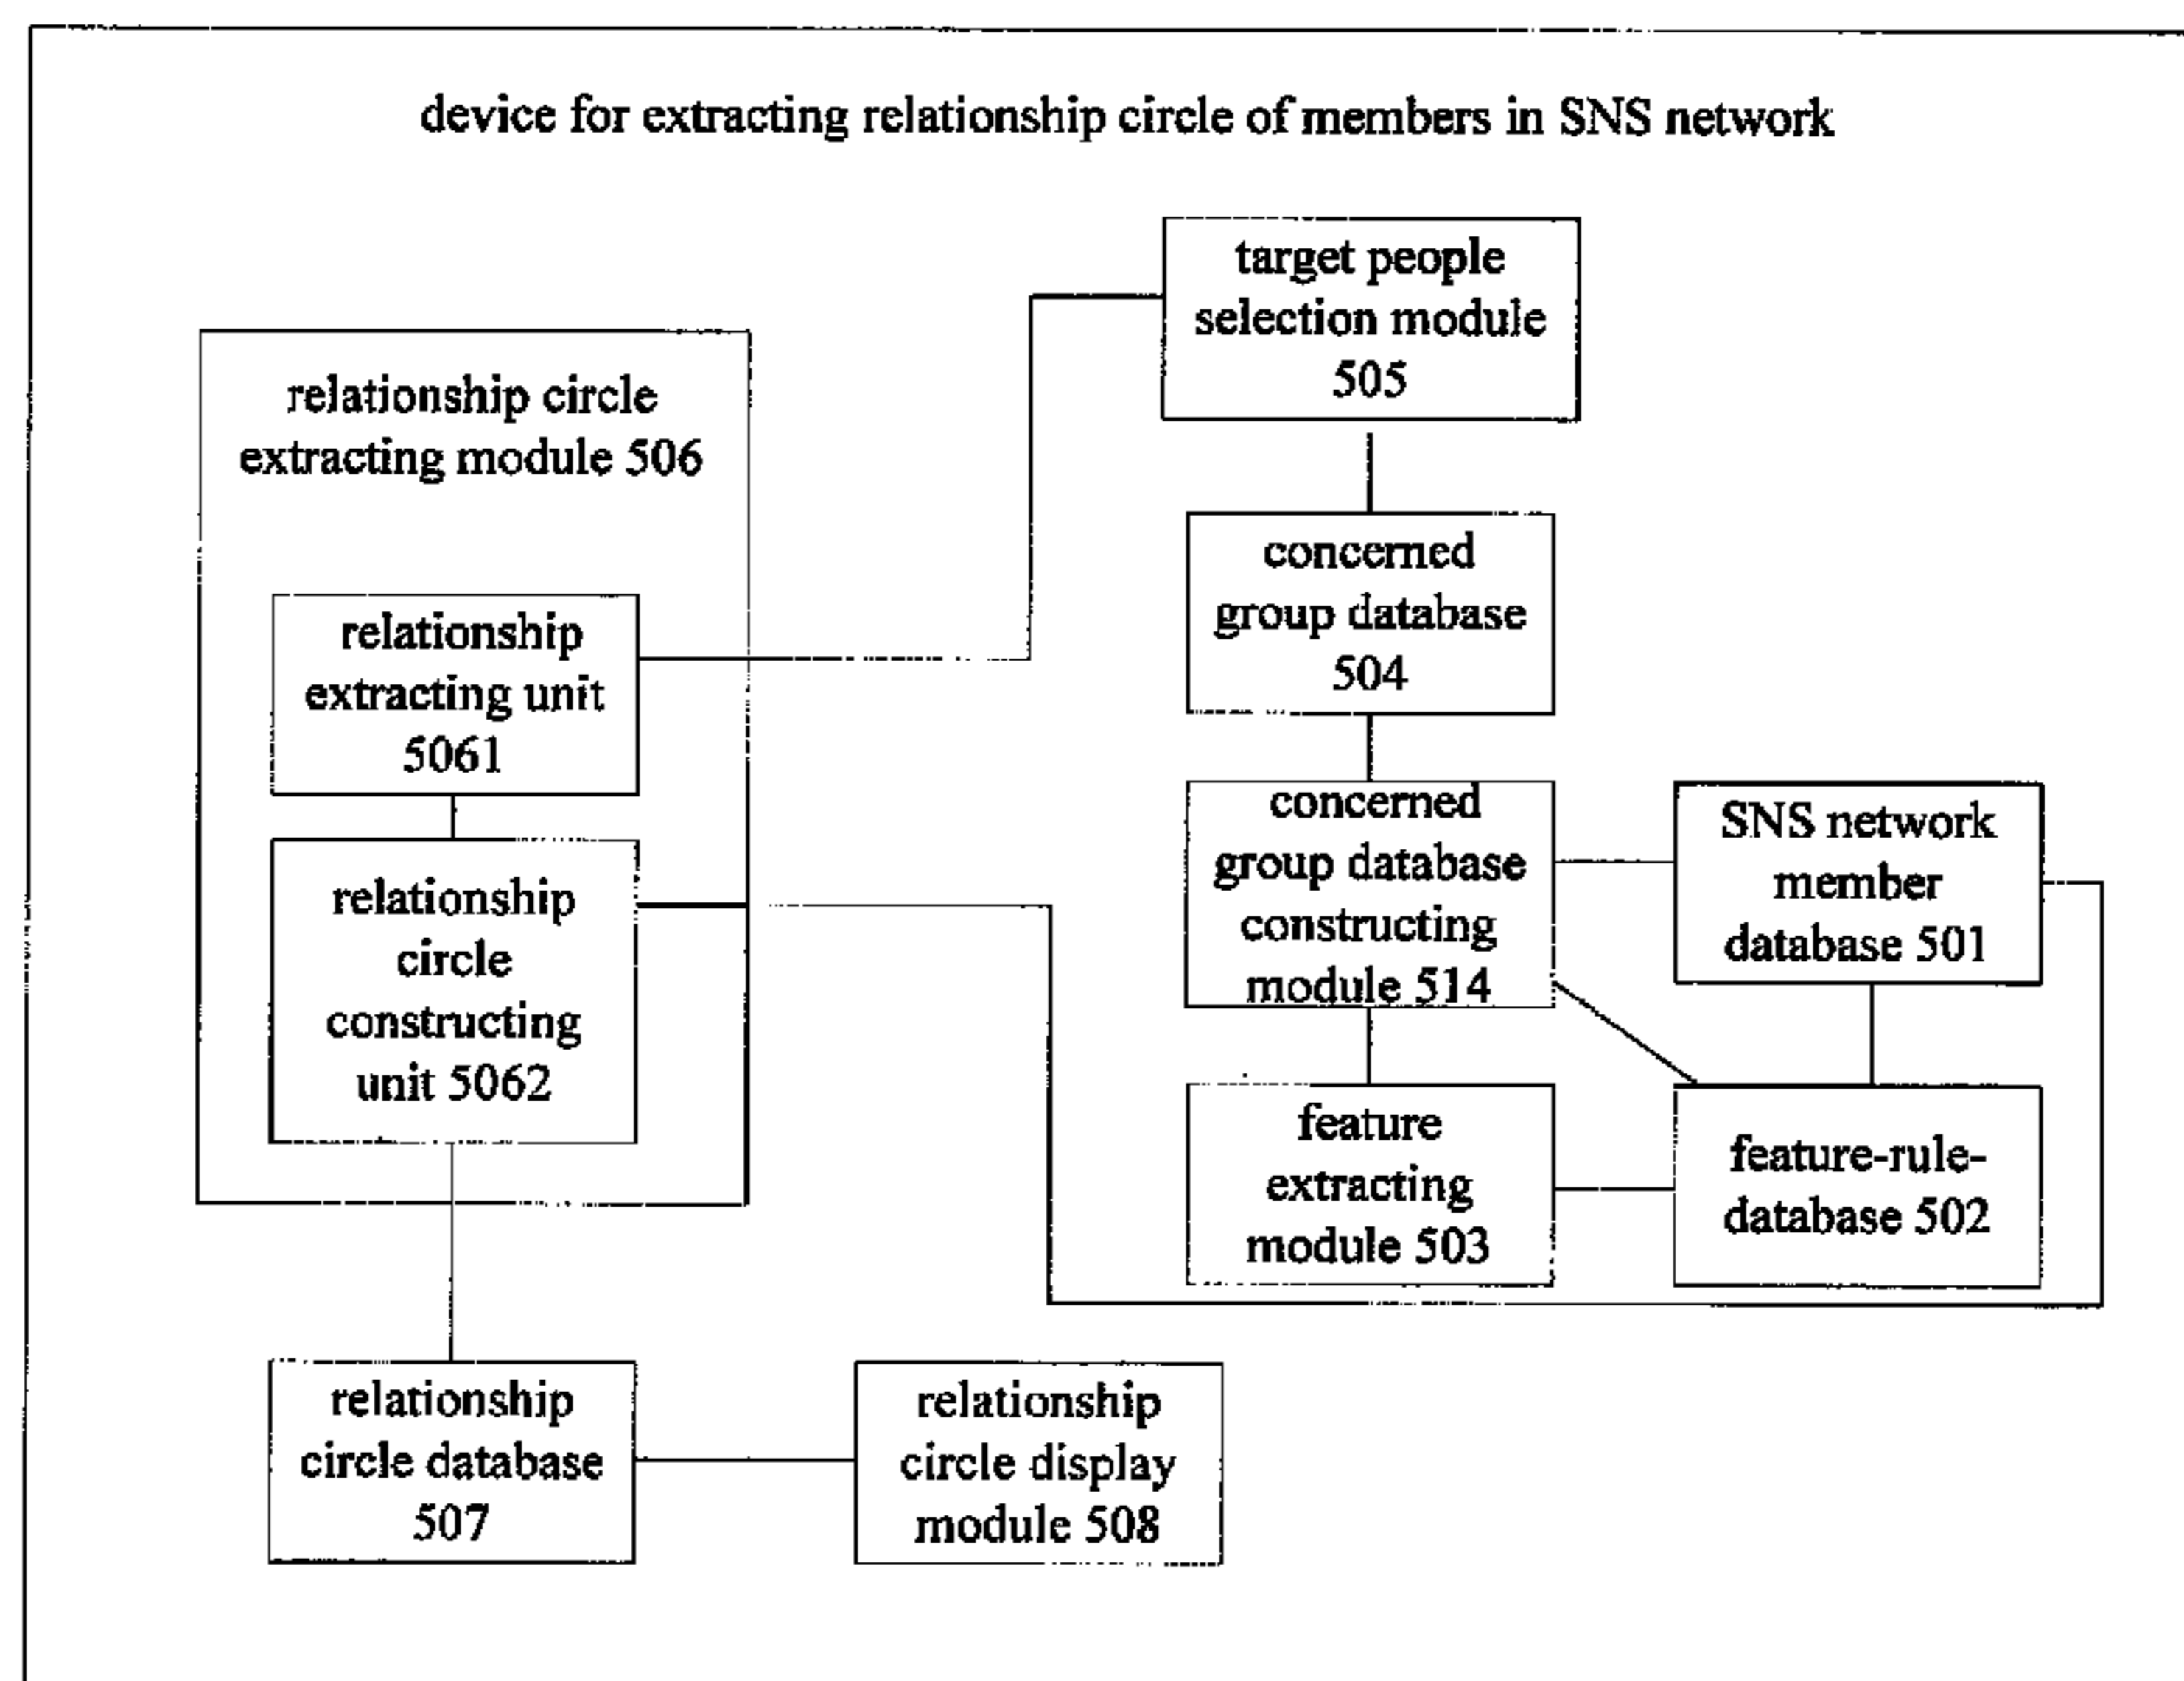 device for extracting relationship circle of members in SNS network
target people
selection module
505
relationship circle
extracting module 506
concerned
group database
504
relationship
extracting unit
5061
concerned
group database
constructing
module 514
SNS network
member
database 501
relationship
circle
constructing
unit 5062
feature
extracting
module 503
feature-rule-
database 502
relationship
circle database
507
relationship
circle display
module 508